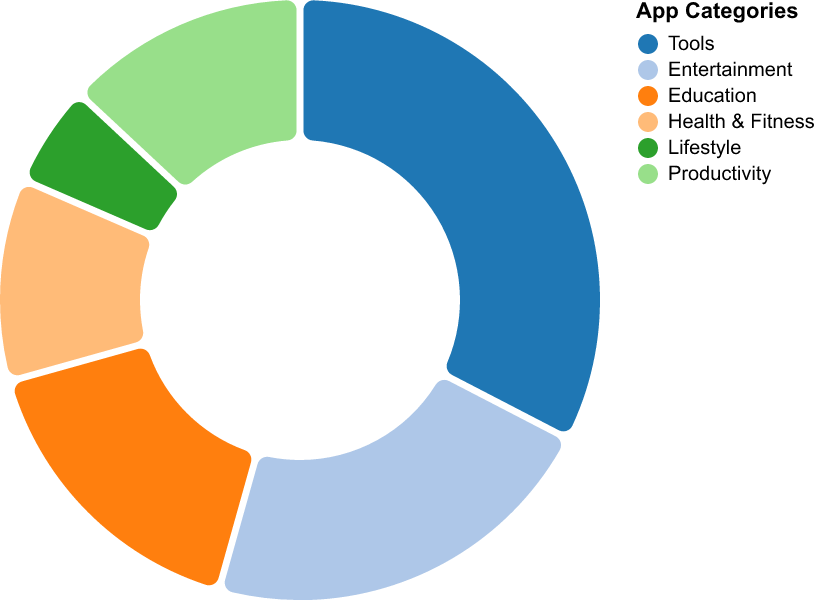 App Categories
Tools
Entertainment
Education
Health & Fitness
Lifestyle
Productivity